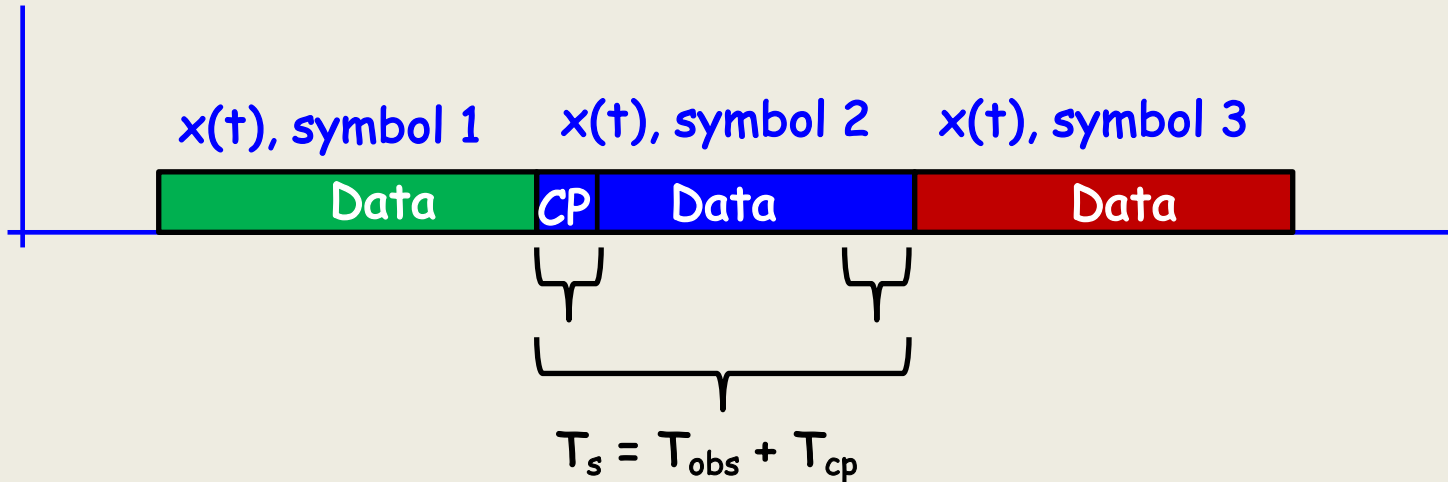 x(t), symbol 1 x(t), symbol 2 x(t), symbol 3
Data CP Data Data
Ts = Tobs + Tcp